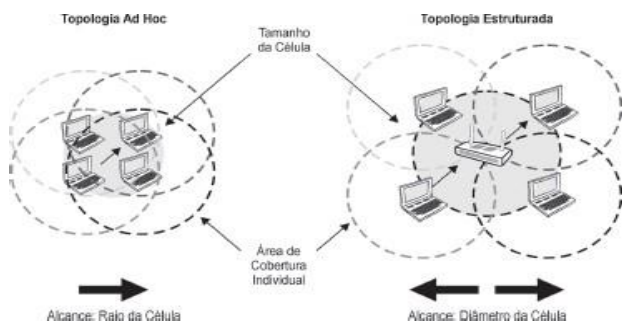 Topologia Ad Hoc
Topologia Estruturada
Tamanho
da Célula
Área de
Cobertura
Individual
Alcance: Raio da Célula
Alcance: Diâmetro da Célula